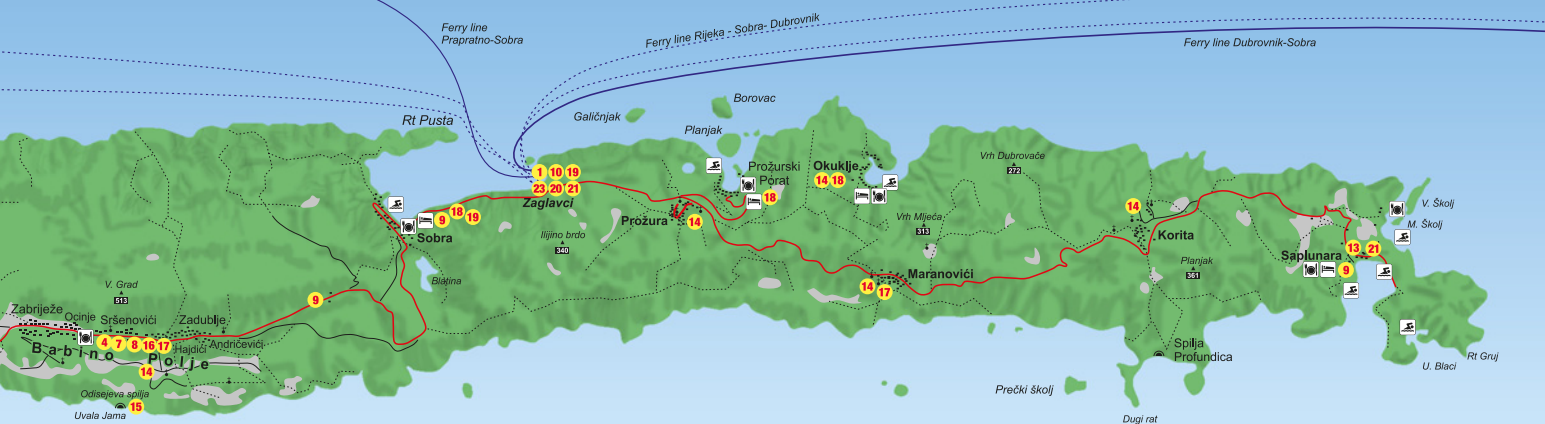 Ferry line
Prapratno-Sobra
Ferry line Rijeka - Sobra- Dubrovnik
Ferry line Dubrovnik-Sobra
Rt Pusta
Galičnjak
Borovac
Planjak
1 10 19
23 20 21
Zaglavci
Prožurski
Porat
18
Okuklje
14 18
Vrh Dubrovače
272
Sobra
9 18 19
Ilijino brdo
340
Prožura
14
Vrh Mljeća
313
14
Korita
Planjak
361
V. Školj
M. Školj
Saplunara
13 21
9
Blatina
Maranovići
14 17
V. Grad
513
9
Zabriježe
Ocinje
Sršenovići
Zadublje
Babino Polje
4 7 8 16 17
Hajdići
Andričevići
14
Odisejeva spilja
15
Uvala Jama
Spilja
Profundica
Prečki školj
Dugi rat
Rt Gruj
U. Blaci